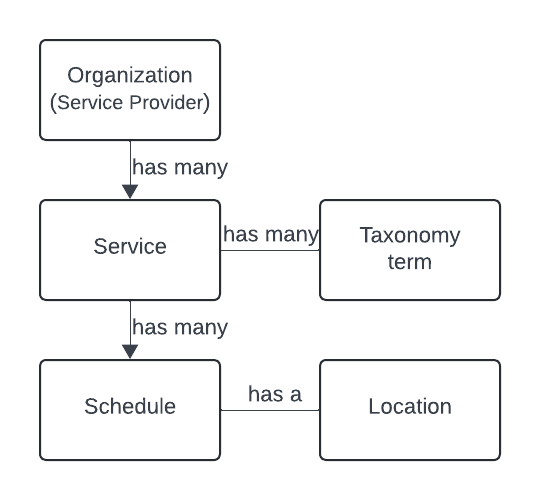 Organization
(Service Provider)
has many
Service
has many
Taxonomy
term
has many
Schedule
has a
Location